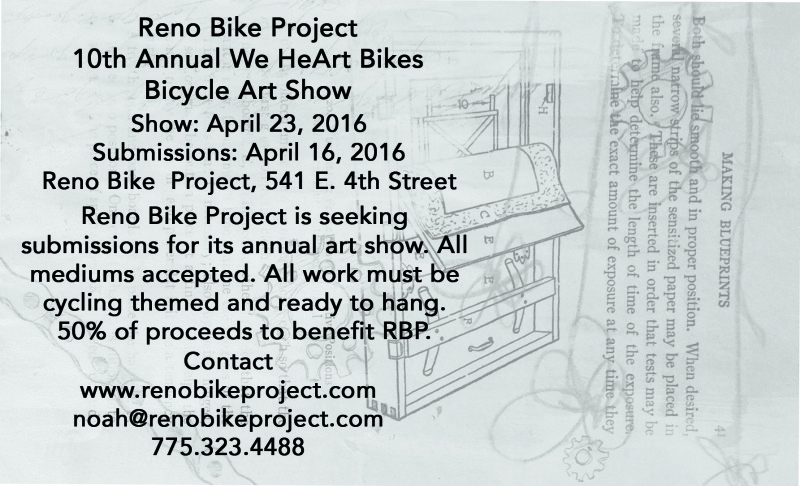 Reno Bike Project
10th Annual We HeArt Bikes
Bicycle Art Show
Show: April 23, 2016
Submissions: April 16, 2016
Reno Bike Project, 541 E. 4th Street
Reno Bike Project is seeking
submissions for its annual art show. All
mediums accepted. All work must be
cycling themed and ready to hang.
50% of proceeds to benefit RBP.
Contact
www.renobikeproject.com
noah@renobikeproject.com
775.323.4488
MAKING BLUEPRINTS
41
Both should lie smooth and in proper position. When desired,
several narrow strips of the sensitized paper may be placed in
the frame also. These are inserted in order that tests may be
made to help determine the length of time of the exposure.
To determine the exact amount of exposure at any time they
10
H
B
C
E
E
F